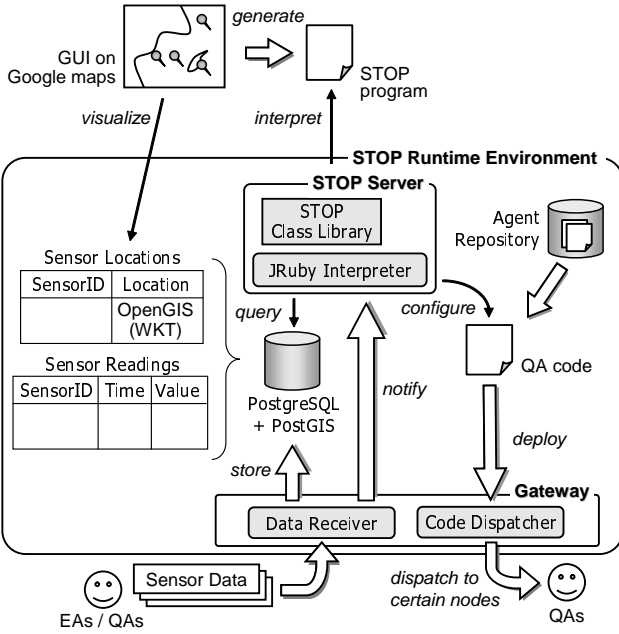 generate
GUI on
Google maps
STOP
program
visualize
interpret
STOP Runtime Environment
STOP Server
STOP
Class Library
JRuby Interpreter
Agent
Repository
Sensor Locations
SensorID
Location
OpenGIS
(WKT)
query
configure
Sensor Readings
SensorID
Time
Value
QA code
PostgreSQL
+ PostGIS
notify
deploy
store
Gateway
Data Receiver
Code Dispatcher
Sensor Data
EAs / QAs
dispatch to
certain nodes
QAs